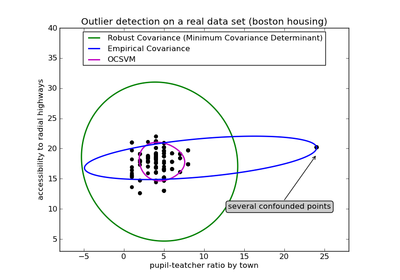 Outlier detection on a real data set (boston housing)
Robust Covariance (Minimum Covariance Determinant)
Empirical Covariance
OCSVM
accessibility to radial highways
40
35
30
25
20
15
10
5
several confounded points
−5
0
5
10
15
20
25
pupil-teacher ratio by town